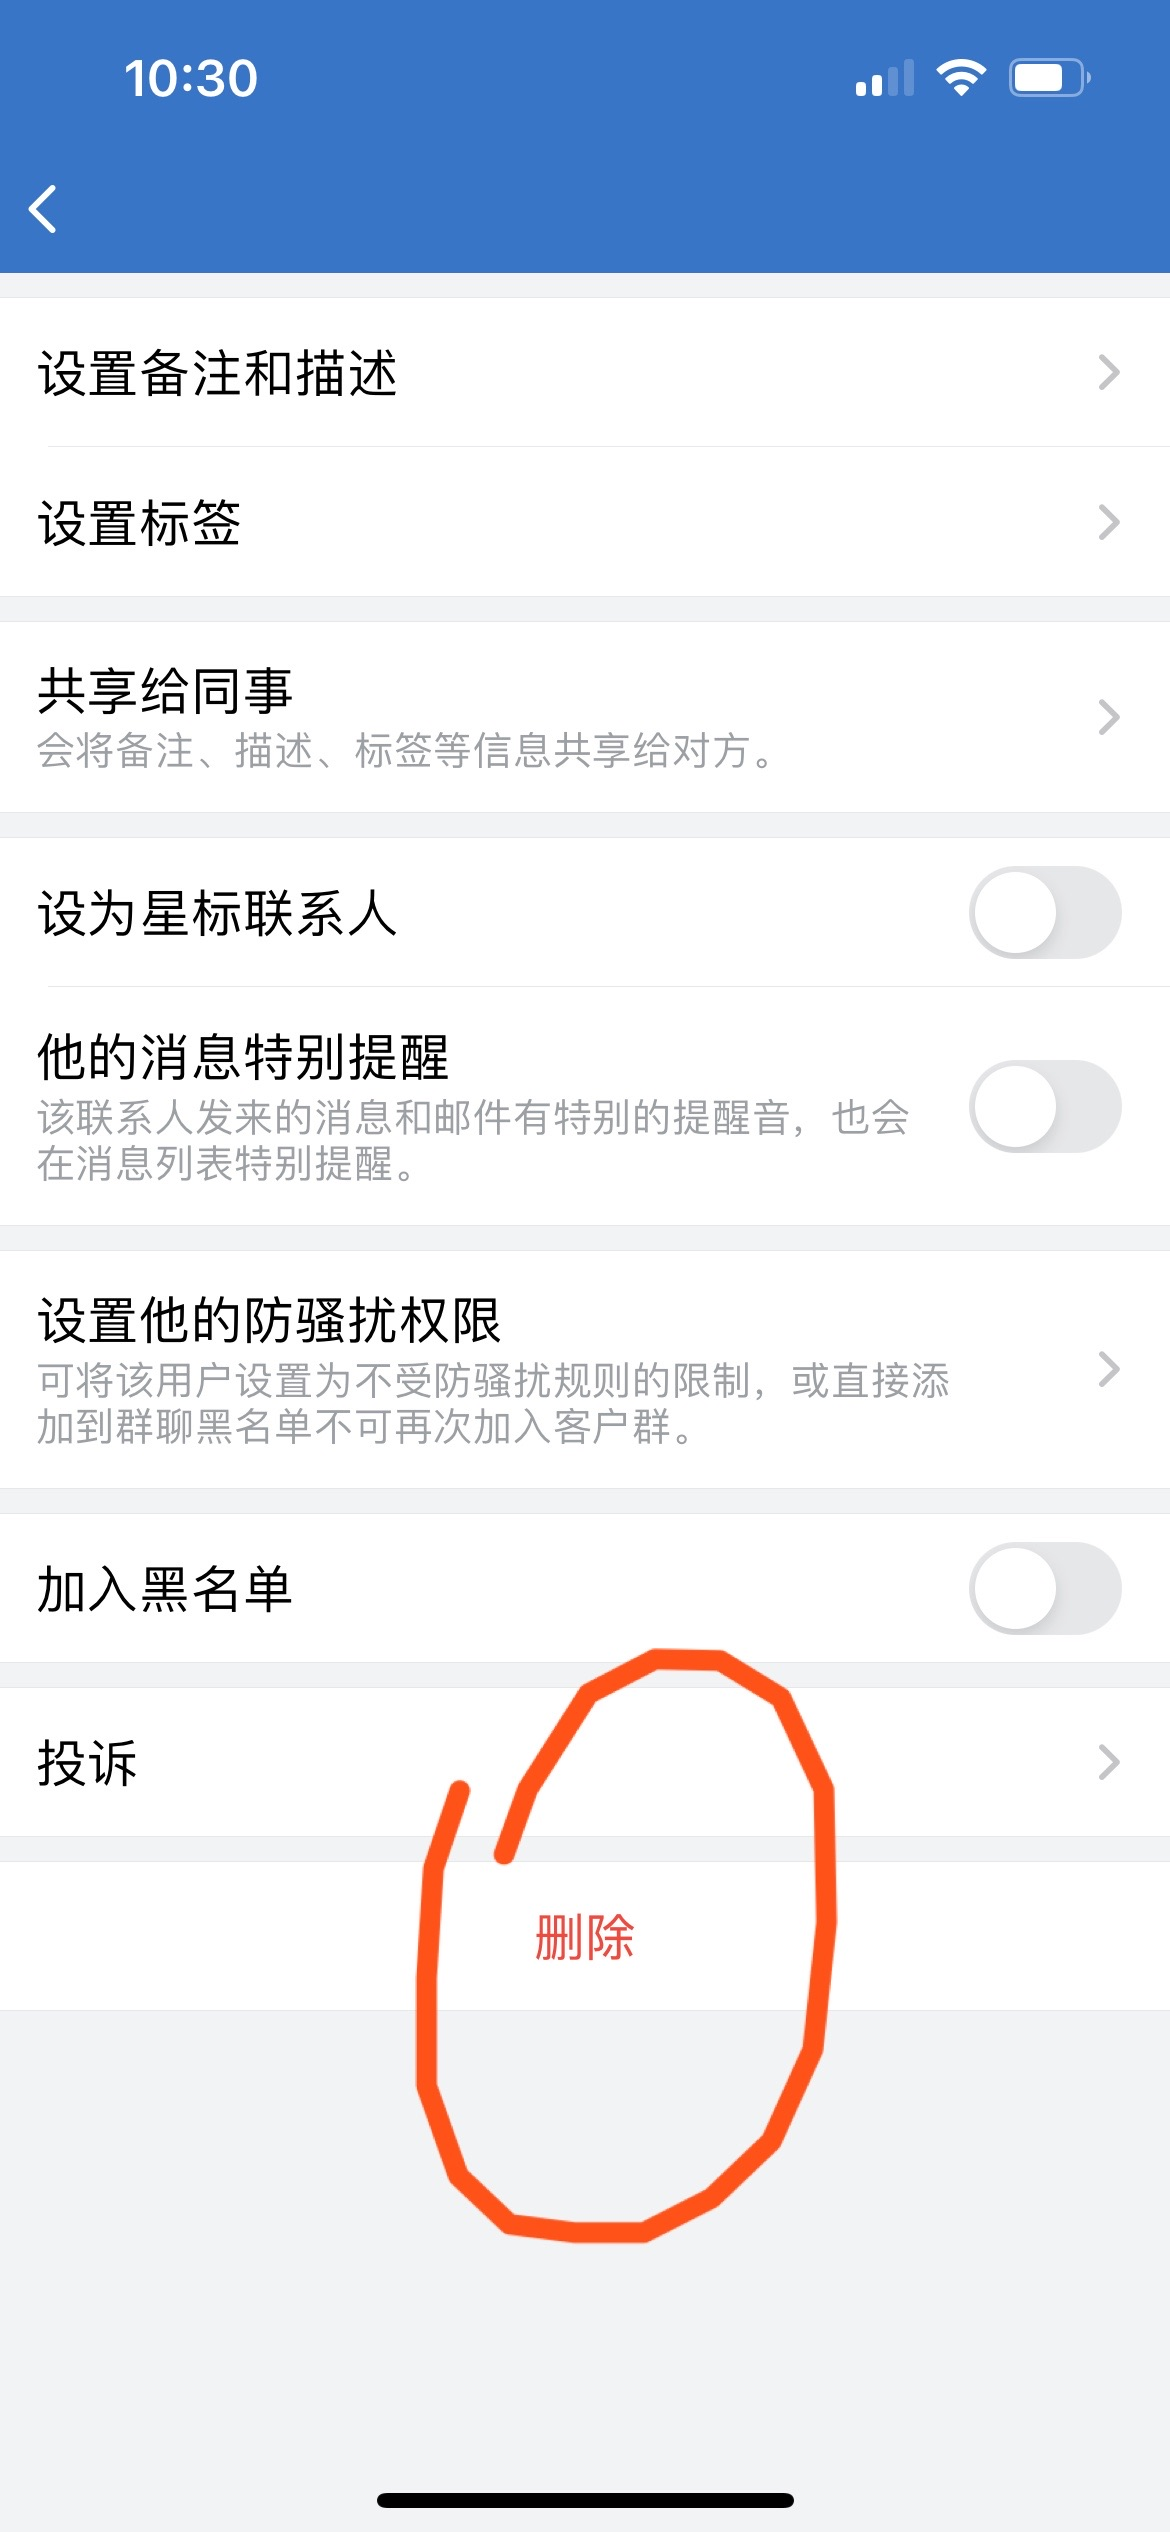 10:30
设置备注和描述
设置标签
共享给同事
会将备注、描述、标签等信息共享给对方。
设为星标联系人
他的消息特别提醒
该联系人发来的消息和邮件有特别的提醒音，也会
在消息列表特别提醒。
设置他的防骚扰权限
可将该用户设置为不受防骚扰规则的限制，或直接添
加到群聊黑名单不可再次加入客户群。
加入黑名单
投诉
删除